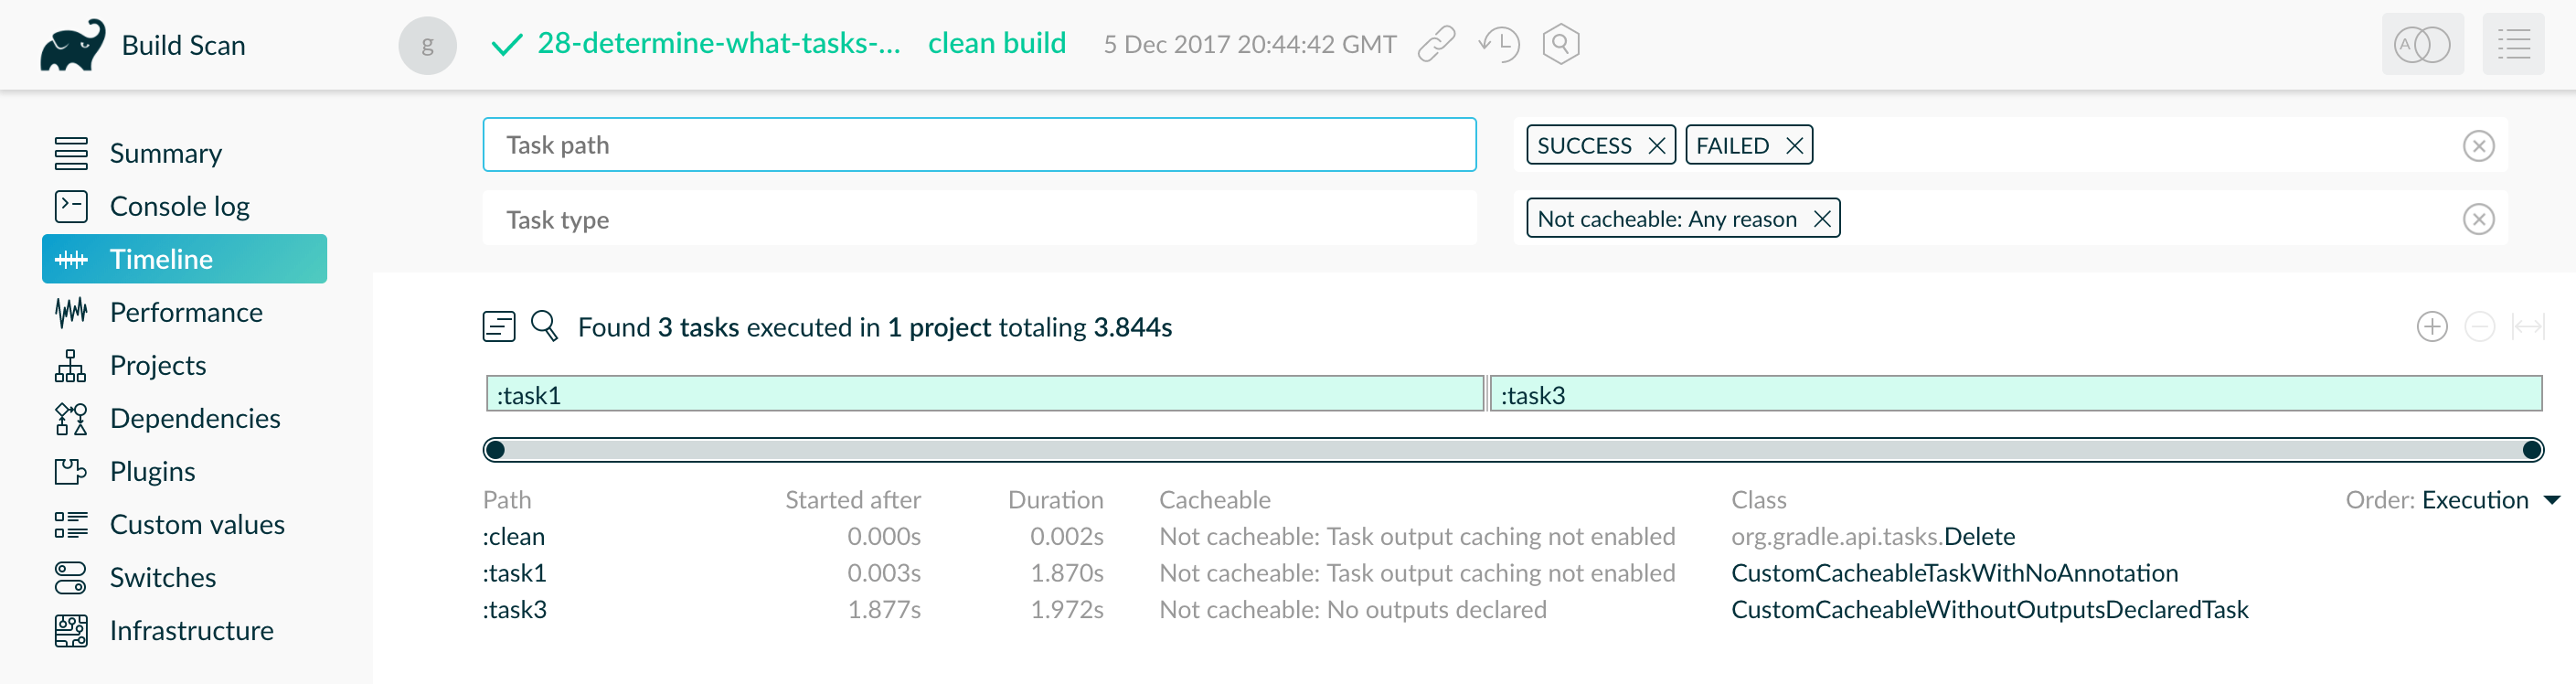 Build Scan
g 28-determine-what-tasks-... clean build 5 Dec 2017 20:44:42 GMT A
Summary
Console log
Timeline
Performance
Projects
Dependencies
Plugins
Custom values
Switches
Infrastructure
Task path SUCCESS FAILED
Task type Not cacheable: Any reason
Found 3 tasks executed in 1 project totaling 3.844s
:task1 :task3
Path Started after Duration Cacheable Class Order: Execution
:clean 0.000s 0.002s Not cacheable: Task output caching not enabled org.gradle.api.tasks.Delete
:task1 0.003s 1.870s Not cacheable: Task output caching not enabled CustomCacheableTaskWithNoAnnotation
:task3 1.877s 1.972s Not cacheable: No outputs declared CustomCacheableWithoutOutputsDeclaredTask